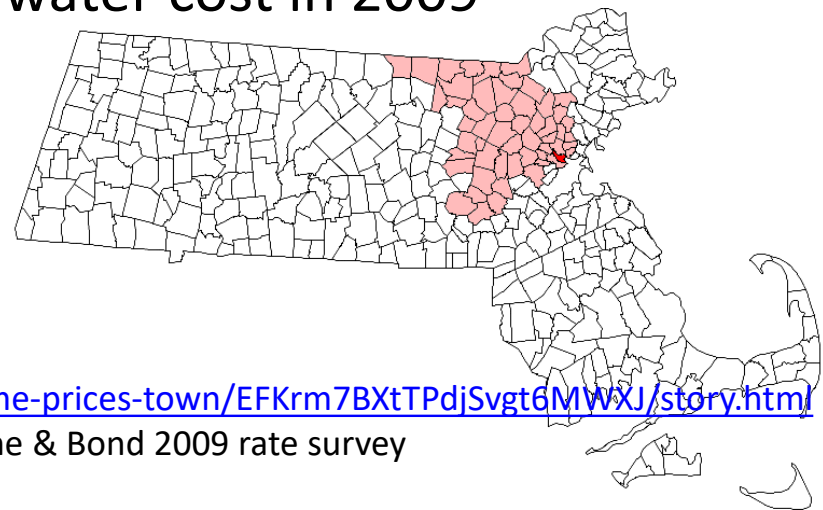 water cost in 2009
ne-prices-town/EFKrm7BXtTPdjSvgt6MWXJ/story.html
ne & Bond 2009 rate survey